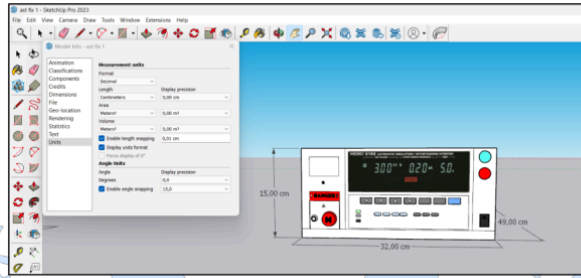 ast fix 1 - SketchUp Pro 2023
File Edit View Camera Draw Tools Window Extensions Help
Model Info - ast fix 1
Animation
Classifications
Components
Credits
Dimensions
File
Geo-location
Rendering
Statistics
Text
Units
Measurement units
Format
Decimal
Length Display precision
Centimeters 0,00 cm
Area
Meters² 0,00 m²
Volume
Meters³ 0,00 m³
Enable length snapping 0,01 cm
Display units format
Force display of 0"
Angle Units
Angle Display precision
Degrees 0,0
Enable angle snapping 15,0
3.00 0.20 5.0
DANGER
15,00 cm
49,00 cm
32,00 cm